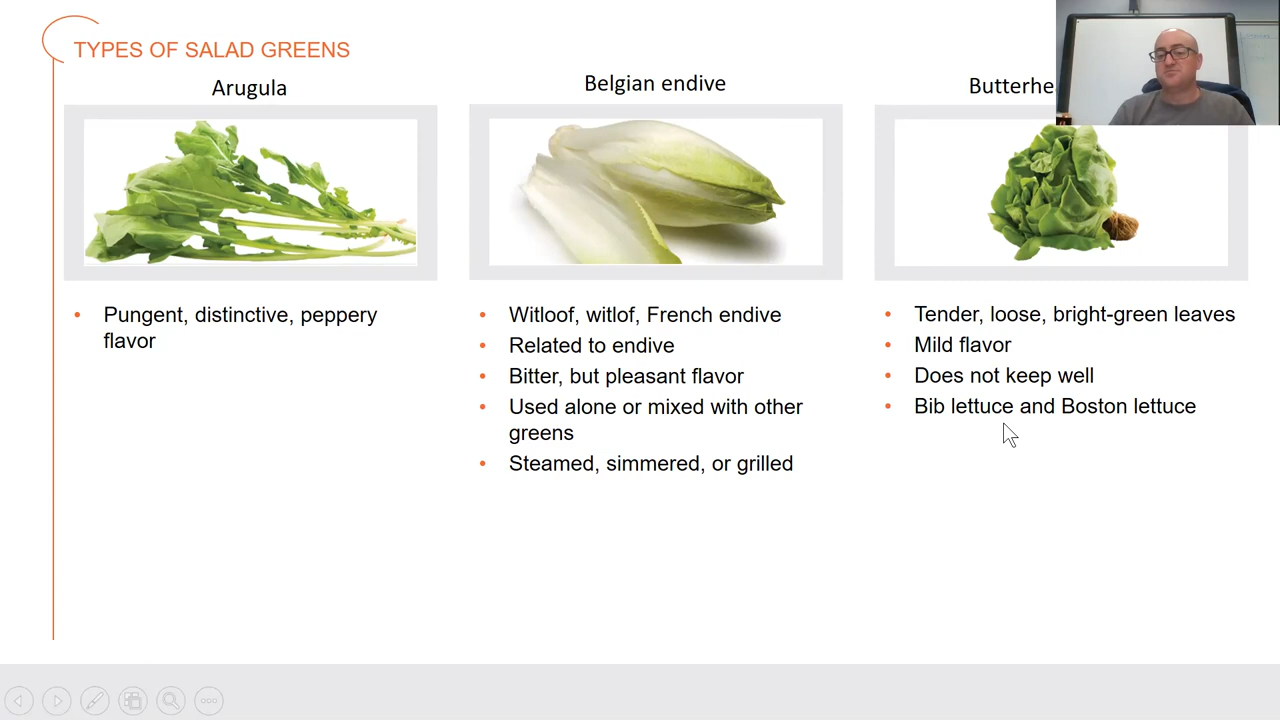 TYPES OF SALAD GREENS
Arugula
Pungent, distinctive, peppery
flavor
Belgian endive
Witloof, witlof, French endive
Related to endive
Bitter, but pleasant flavor
Used alone or mixed with other
greens
Steamed, simmered, or grilled
Butterhe
Tender, loose, bright-green leaves
Mild flavor
Does not keep well
Bib lettuce and Boston lettuce